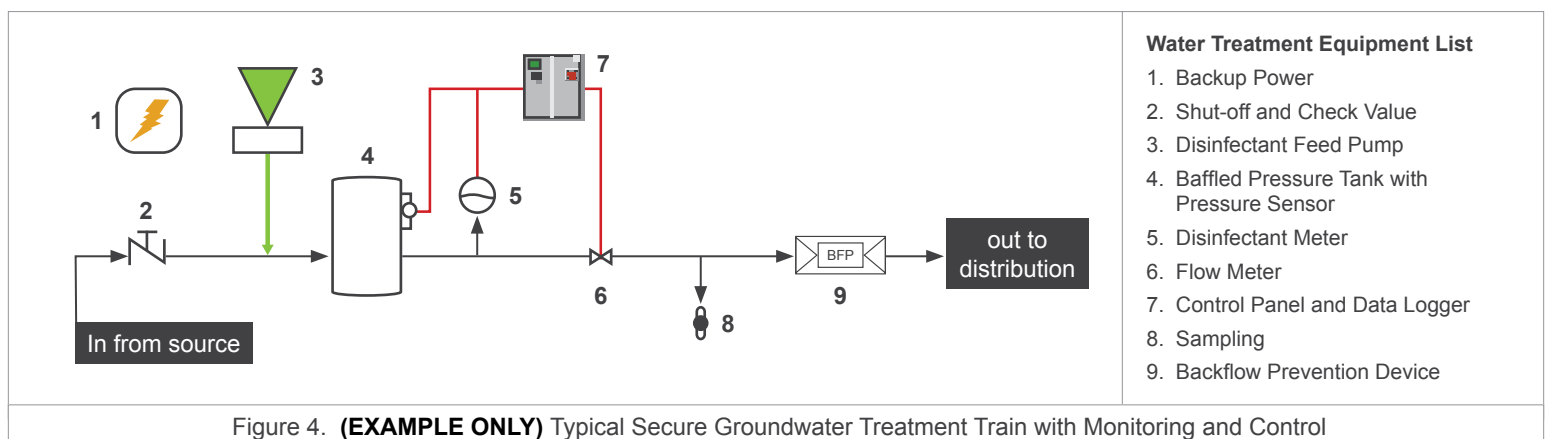 1
3
7
4
5
2
6
8
9
BFP
In from source
out to
distribution
Water Treatment Equipment List
1. Backup Power
2. Shut-off and Check Value
3. Disinfectant Feed Pump
4. Baffled Pressure Tank with
Pressure Sensor
5. Disinfectant Meter
6. Flow Meter
7. Control Panel and Data Logger
8. Sampling
9. Backflow Prevention Device
Figure 4. (EXAMPLE ONLY) Typical Secure Groundwater Treatment Train with Monitoring and Control